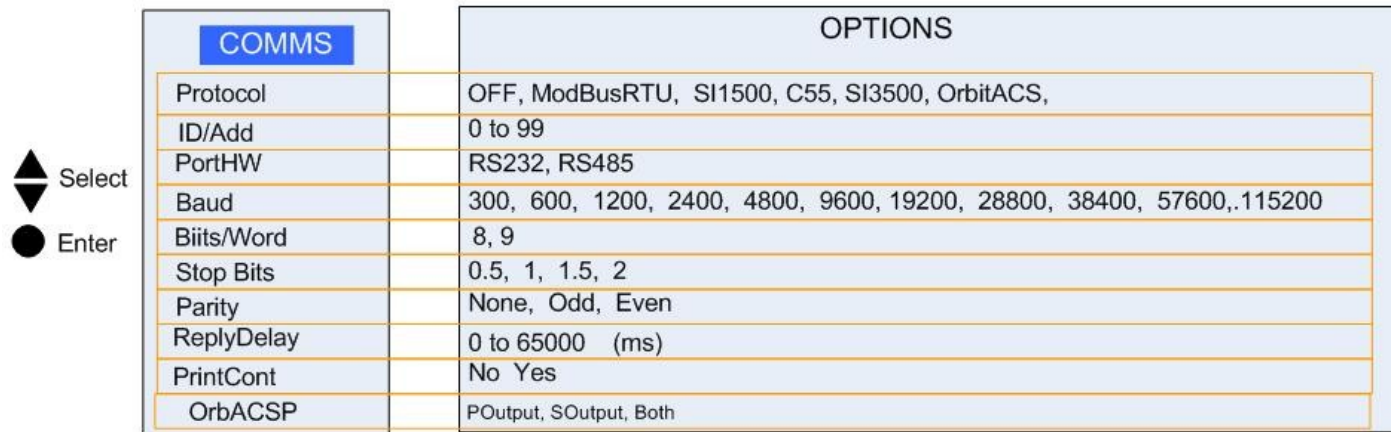 COMMS OPTIONS
Protocol OFF, ModBusRTU, SI1500, C55, SI3500, OrbitACS,
ID/Add 0 to 99
PortHW RS232, RS485
Select
Baud 300, 600, 1200, 2400, 4800, 9600, 19200, 28800, 38400, 57600,.115200
Enter
Biits/Word 8, 9
Stop Bits 0.5, 1, 1.5, 2
Parity None, Odd, Even
ReplyDelay 0 to 65000 (ms)
PrintCont No Yes
OrbACSP POutput, SOutput, Both